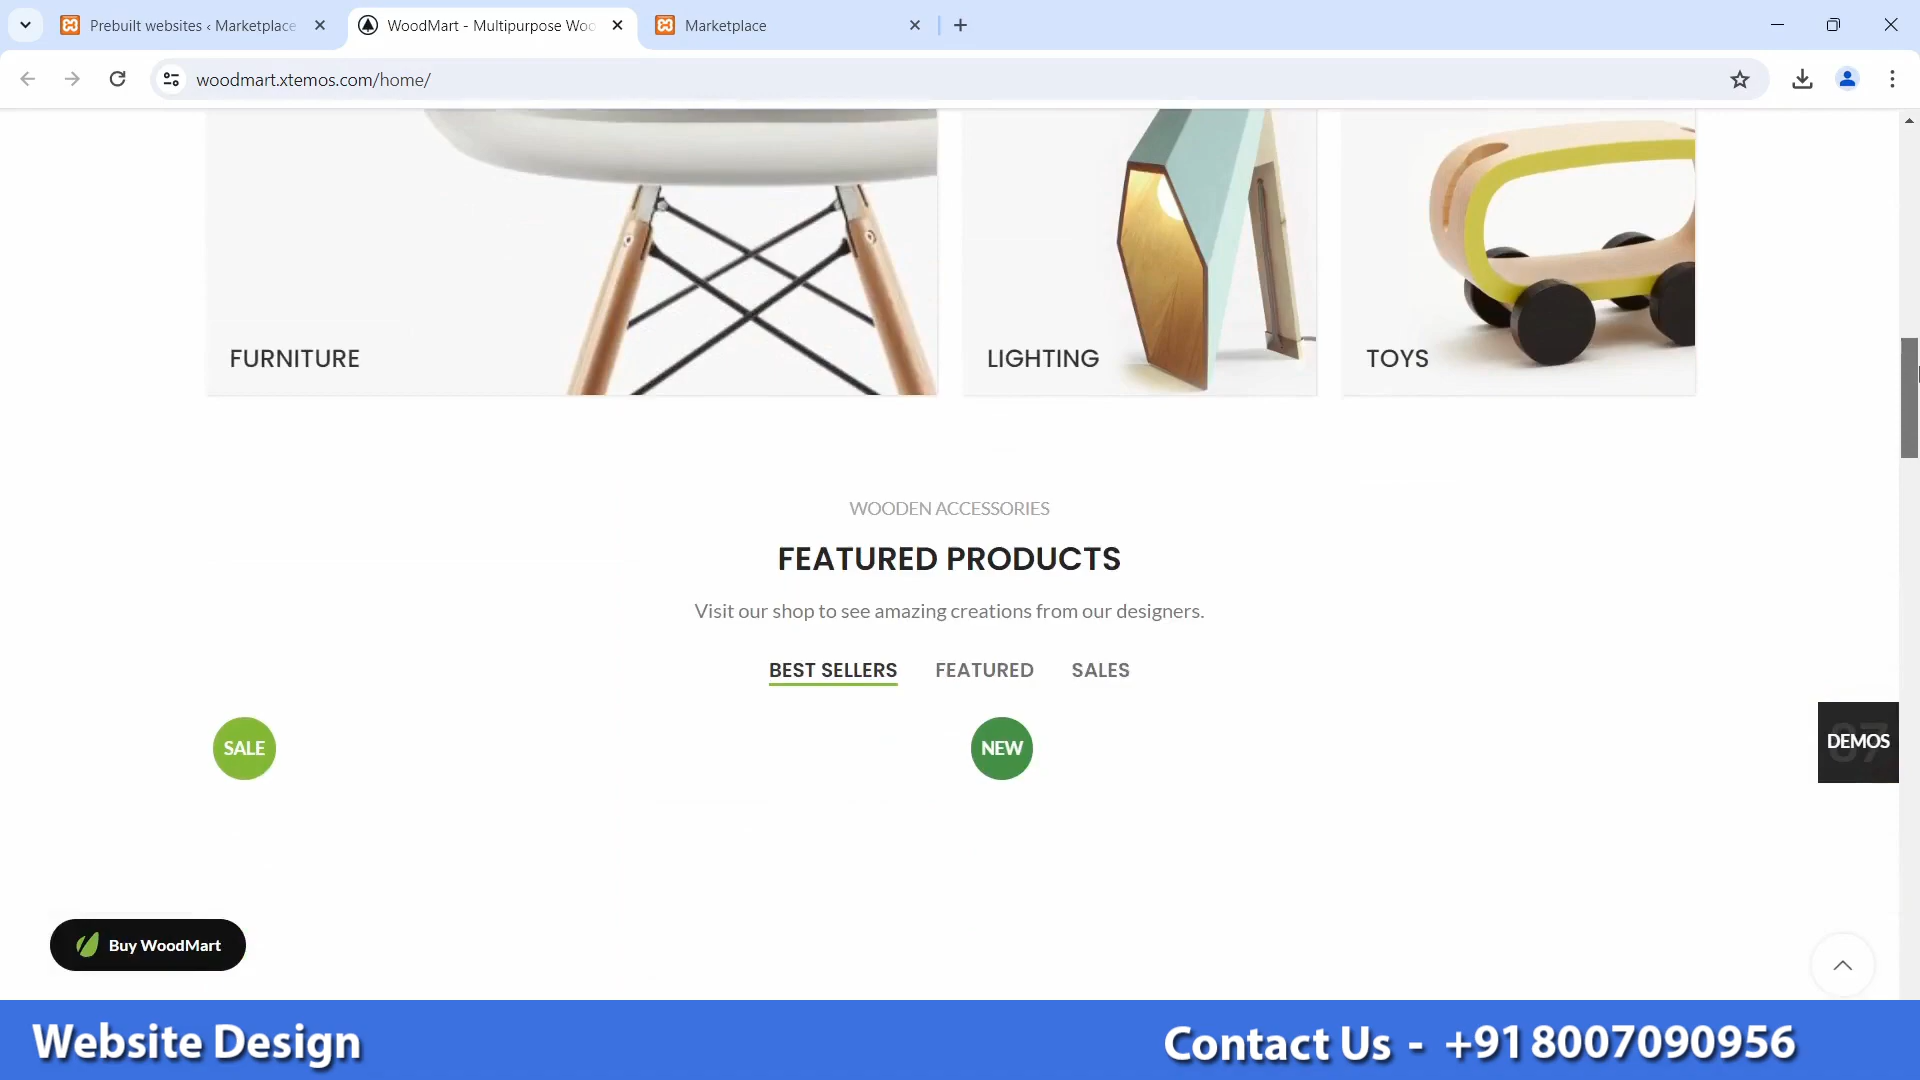 Prebuilt websites ‹ Marketplace
WoodMart - Multipurpose Woo
Marketplace
woodmart.xtemos.com/home/
FURNITURE
LIGHTING
TOYS
WOODEN ACCESSORIES
FEATURED PRODUCTS
Visit our shop to see amazing creations from our designers.
BEST SELLERS
FEATURED
SALES
SALE
NEW
87
DEMOS
Buy WoodMart
Website Design
Contact Us - +91 8007090956